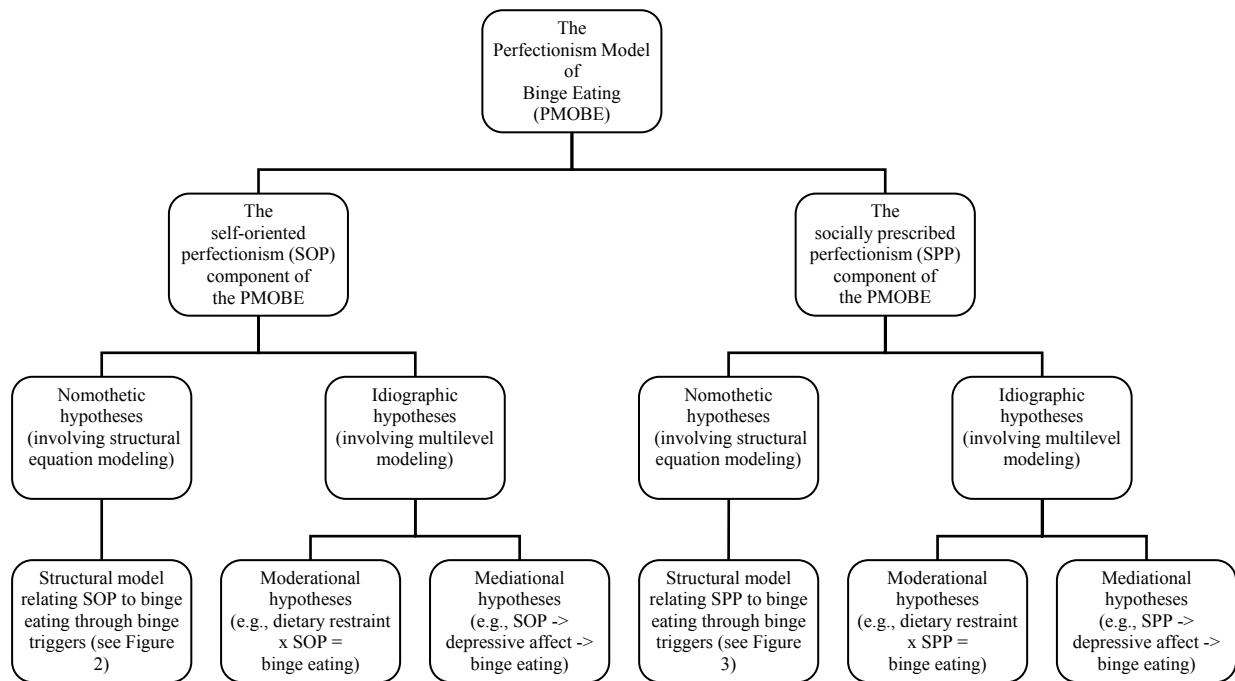 The
Perfectionism Model
of
Binge Eating
(PMOBE)
The
self-oriented
perfectionism (SOP)
component of
the PMOBE
The
socially prescribed
perfectionism (SPP)
component of
the PMOBE
Nomothetic
hypotheses
(involving structural
equation modeling)
Idiographic
hypotheses
(involving multilevel
modeling)
Nomothetic
hypotheses
(involving structural
equation modeling)
Idiographic
hypotheses
(involving multilevel
modeling)
Structural model
relating SOP to binge
eating through binge
triggers (see Figure
2)
Moderational
hypotheses
(e.g., dietary restraint
x SOP =
binge eating)
Mediational
hypotheses
(e.g., SOP ->
depressive affect ->
binge eating)
Structural model
relating SPP to binge
eating through binge
triggers (see Figure
3)
Moderational
hypotheses
(e.g., dietary restraint
x SPP =
binge eating)
Mediational
hypotheses
(e.g., SPP ->
depressive affect ->
binge eating)